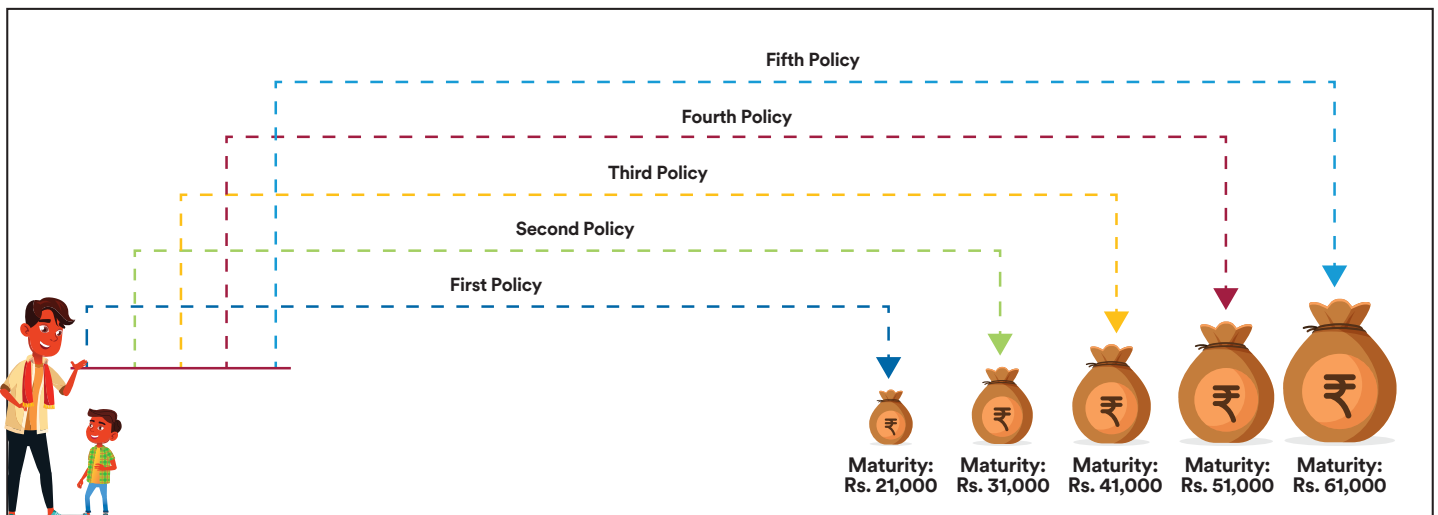 Fifth Policy
Fourth Policy
Third Policy
Second Policy
First Policy
₹
₹
₹
₹
₹
Maturity:
Rs. 21,000
Maturity:
Rs. 31,000
Maturity:
Rs. 41,000
Maturity:
Rs. 51,000
Maturity:
Rs. 61,000